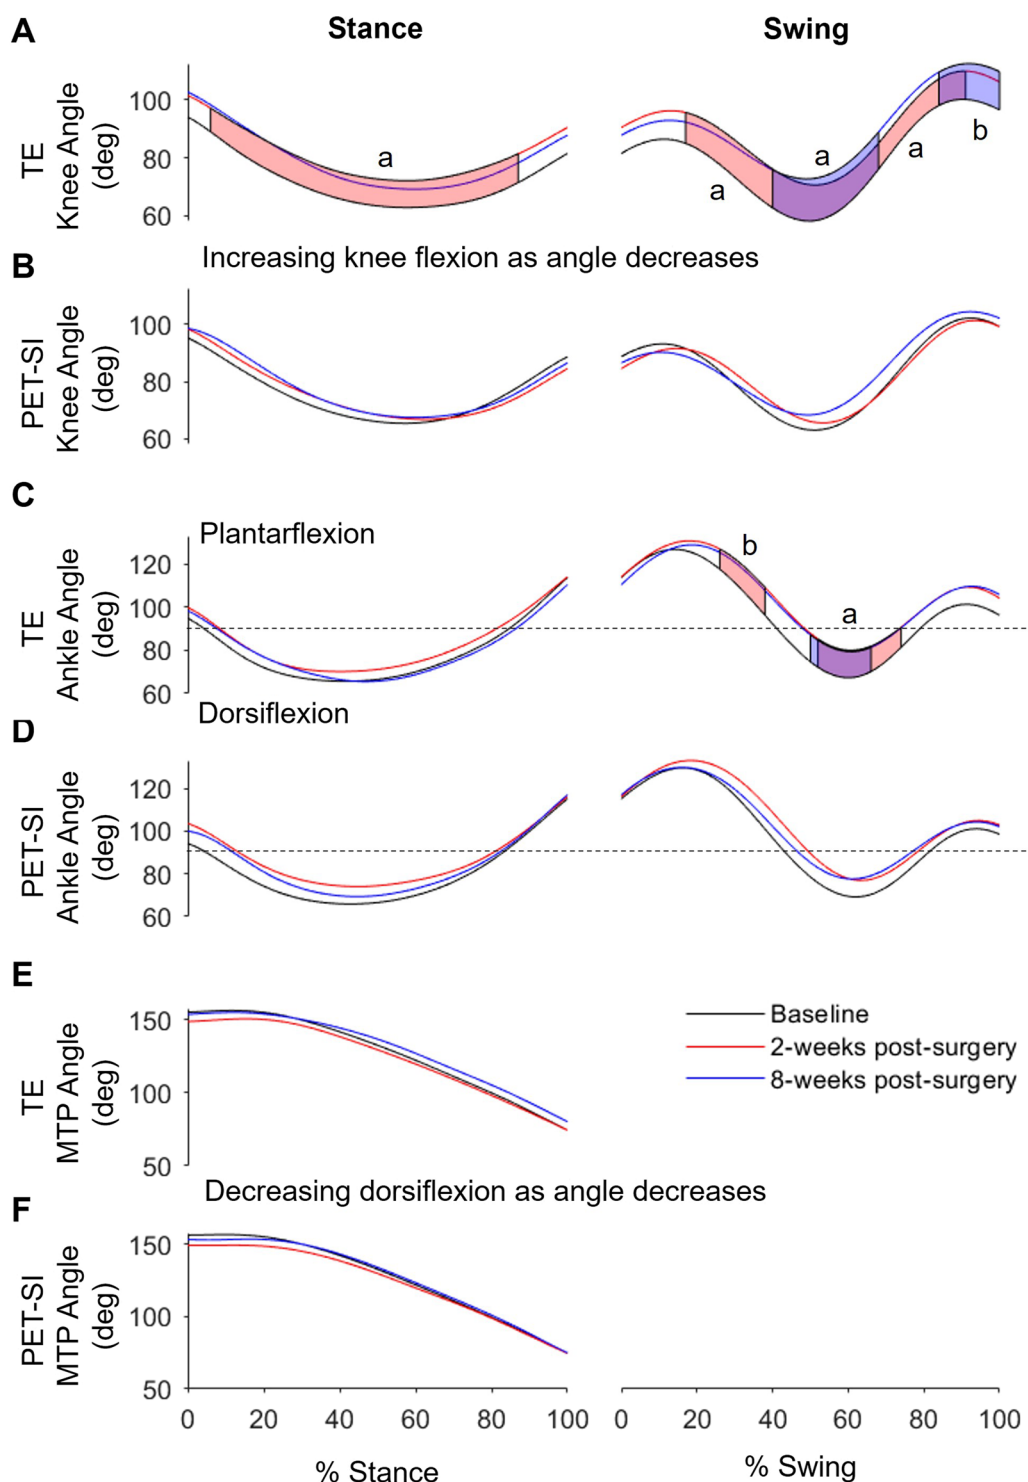 A
Stance
Swing
TE
Knee Angle
(deg)
100
80
60
a
a
a
a
b
Increasing knee flexion as angle decreases
B
PET-SI
Knee Angle
(deg)
100
80
60
C
Plantarflexion
TE
Ankle Angle
(deg)
120
100
80
60
b
a
Dorsiflexion
D
PET-SI
Ankle Angle
(deg)
120
100
80
60
E
TE
MTP Angle
(deg)
150
100
50
Baseline
2-weeks post-surgery
8-weeks post-surgery
Decreasing dorsiflexion as angle decreases
F
PET-SI
MTP Angle
(deg)
150
100
50
0 20 40 60 80 100
0 20 40 60 80 100
% Stance
% Swing